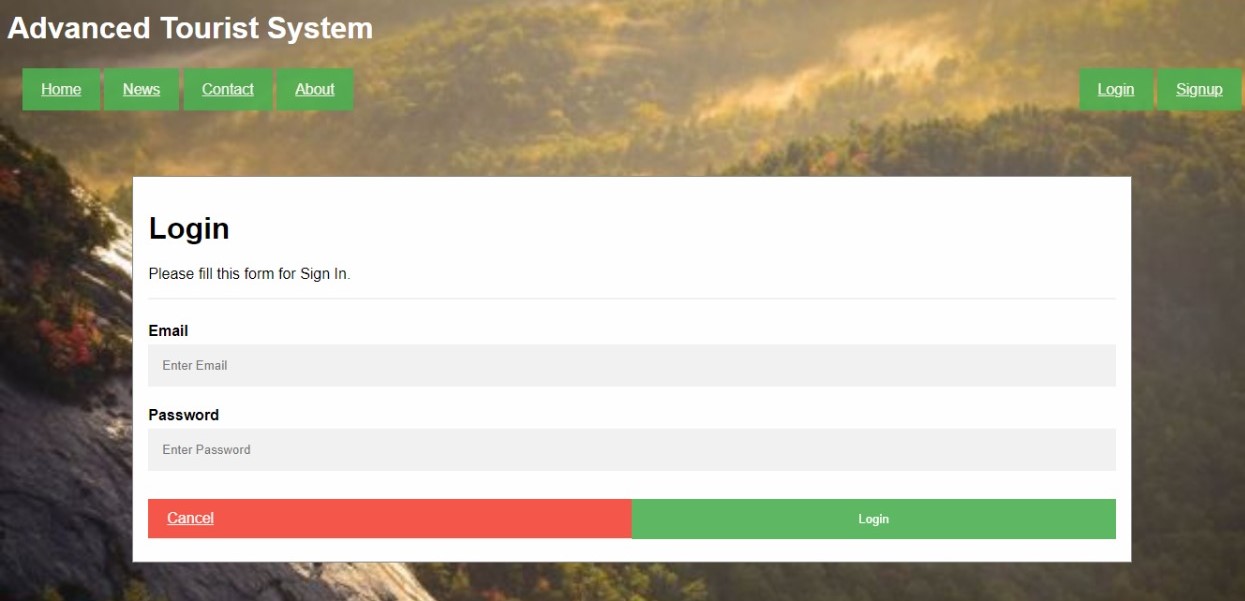 Advanced Tourist System
Home News Contact About Login Signup
Login
Please fill this form for Sign In.
Email
Enter Email
Password
Enter Password
Cancel Login